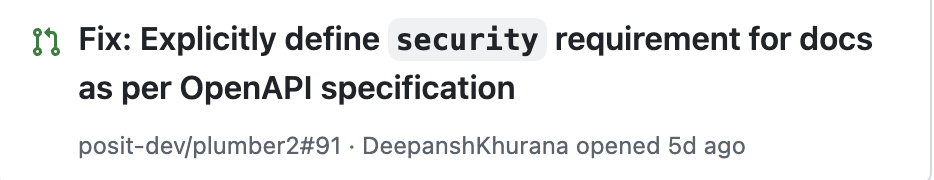 Fix: Explicitly define security requirement for docs
as per OpenAPI specification
posit-dev/plumber2#91 · DeepanshKhurana opened 5d ago